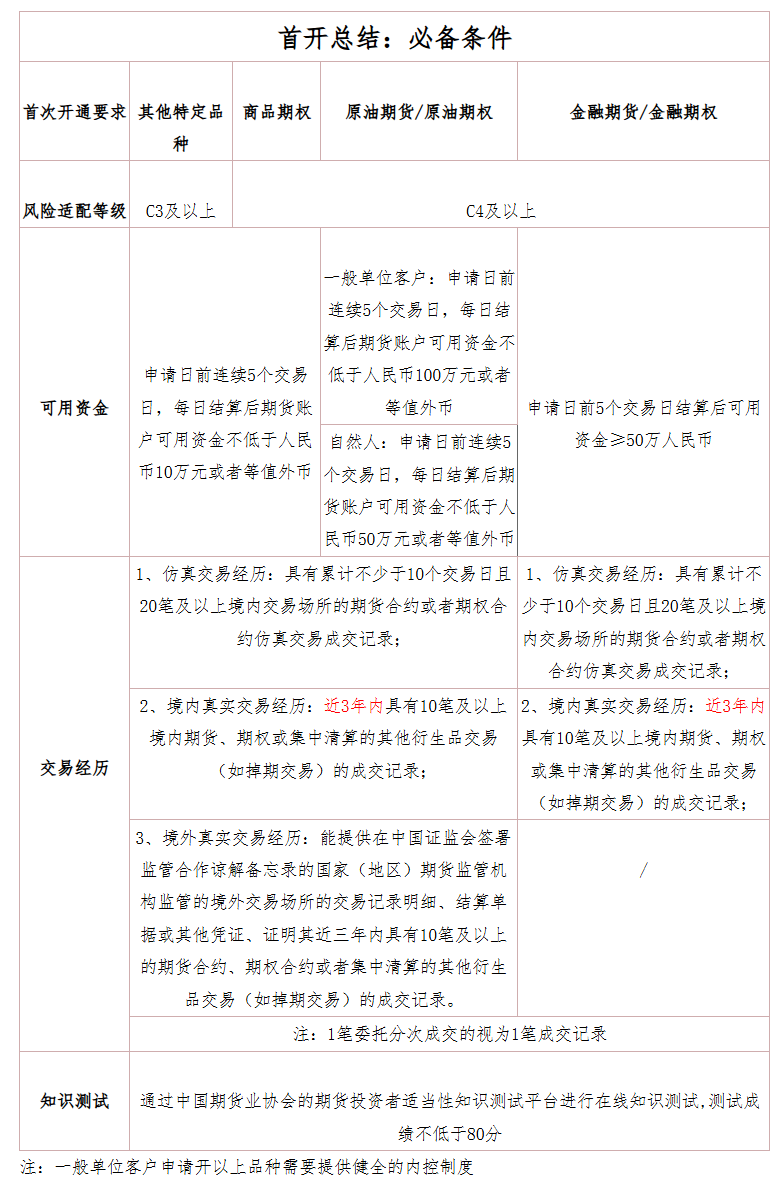 首开总结：必备条件
首次开通要求
其他特定品
种
商品期权
原油期货/原油期权
金融期货/金融期权
风险适配等级
C3及以上
C4及以上
可用资金
申请日前连续5个交易
日，每日结算后期货账
户可用资金不低于人民
币10万元或者等值外币
一般单位客户：申请日前
连续5个交易日，每日结
算后期货账户可用资金不
低于人民币100万元或者
等值外币
自然人：申请日前连续5
个交易日，每日结算后期
货账户可用资金不低于人
民币50万元或者等值外币
申请日前5个交易日结算后可用
资金≥50万人民币
交易经历
1、仿真交易经历：具有累计不少于10个交易日且
20笔及以上境内交易场所的期货合约或者期权合
约仿真交易成交记录；
1、仿真交易经历：具有累计不
少于10个交易日且20笔及以上境
内交易场所的期货合约或者期权
合约仿真交易成交记录；
2、境内真实交易经历：近3年内具有10笔及以上
境内期货、期权或集中清算的其他衍生品交易
（如掉期交易）的成交记录；
2、境内真实交易经历：近3年内
具有10笔及以上境内期货、期权
或集中清算的其他衍生品交易
（如掉期交易）的成交记录；
3、境外真实交易经历：能提供在中国证监会签署
监管合作谅解备忘录的国家（地区）期货监管机
构监管的境外交易场所的交易记录明细、结算单
据或其他凭证、证明其近三年内具有10笔及以上
的期货合约、期权合约或者集中清算的其他衍生
品交易（如掉期交易）的成交记录。
/
注：1笔委托分次成交的视为1笔成交记录
知识测试
通过中国期货业协会的期货投资者适当性知识测试平台进行在线知识测试,测试成
绩不低于80分
注：一般单位客户申请开以上品种需要提供健全的内控制度